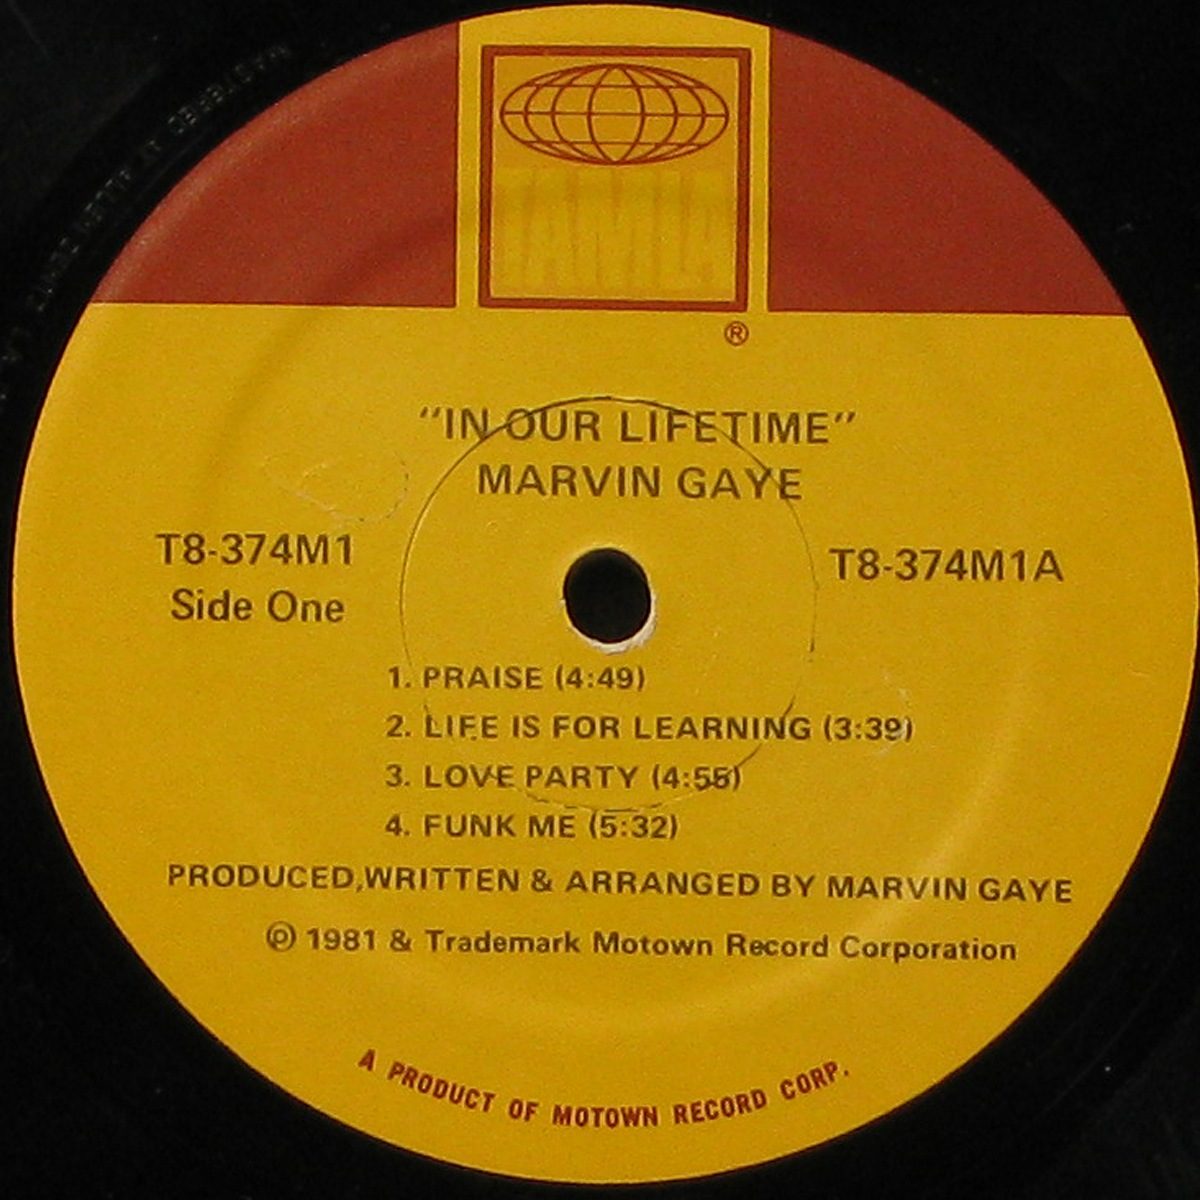 TAMLA
®
"IN OUR LIFETIME"
MARVIN GAYE
T8-374M1
Side One
T8-374M1A
1. PRAISE (4:49)
2. LIFE IS FOR LEARNING (3:39)
3. LOVE PARTY (4:55)
4. FUNK ME (5:32)
PRODUCED,WRITTEN & ARRANGED BY MARVIN GAYE
℗ 1981 & Trademark Motown Record Corporation
A PRODUCT OF MOTOWN RECORD CORP.